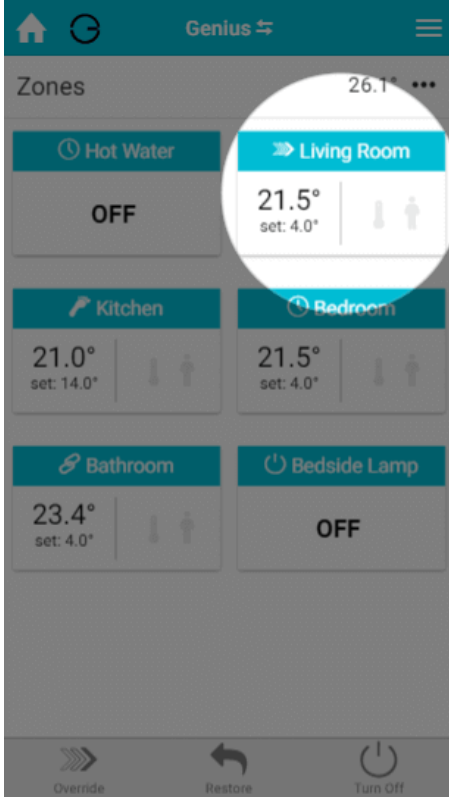 Genius
Zones 26.1°
Hot Water
OFF
Living Room
21.5°
set: 4.0°
Kitchen
21.0°
set: 14.0°
Bedroom
21.5°
set: 4.0°
Bathroom
23.4°
set: 4.0°
Bedside Lamp
OFF
Override Restore Turn Off